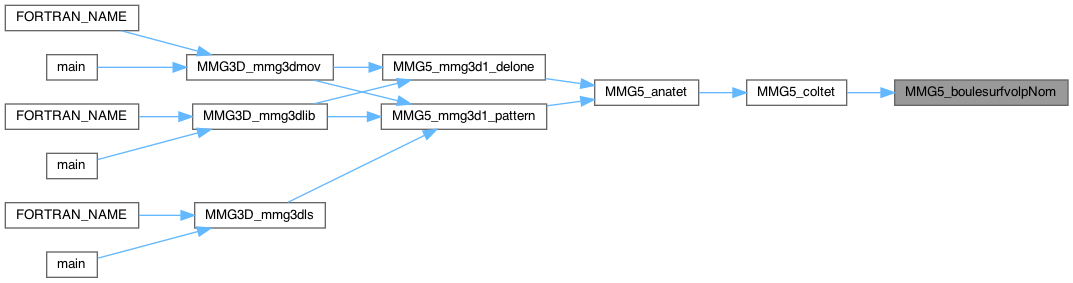 FORTRAN_NAME
main
MMG3D_mmg3dmov
MMG5_mmg3d1_delone
MMG5_anatet
MMG5_coltet
MMG5_boulesurfvolpNom
FORTRAN_NAME
MMG3D_mmg3dlib
MMG5_mmg3d1_pattern
main
FORTRAN_NAME
MMG3D_mmg3dls
main